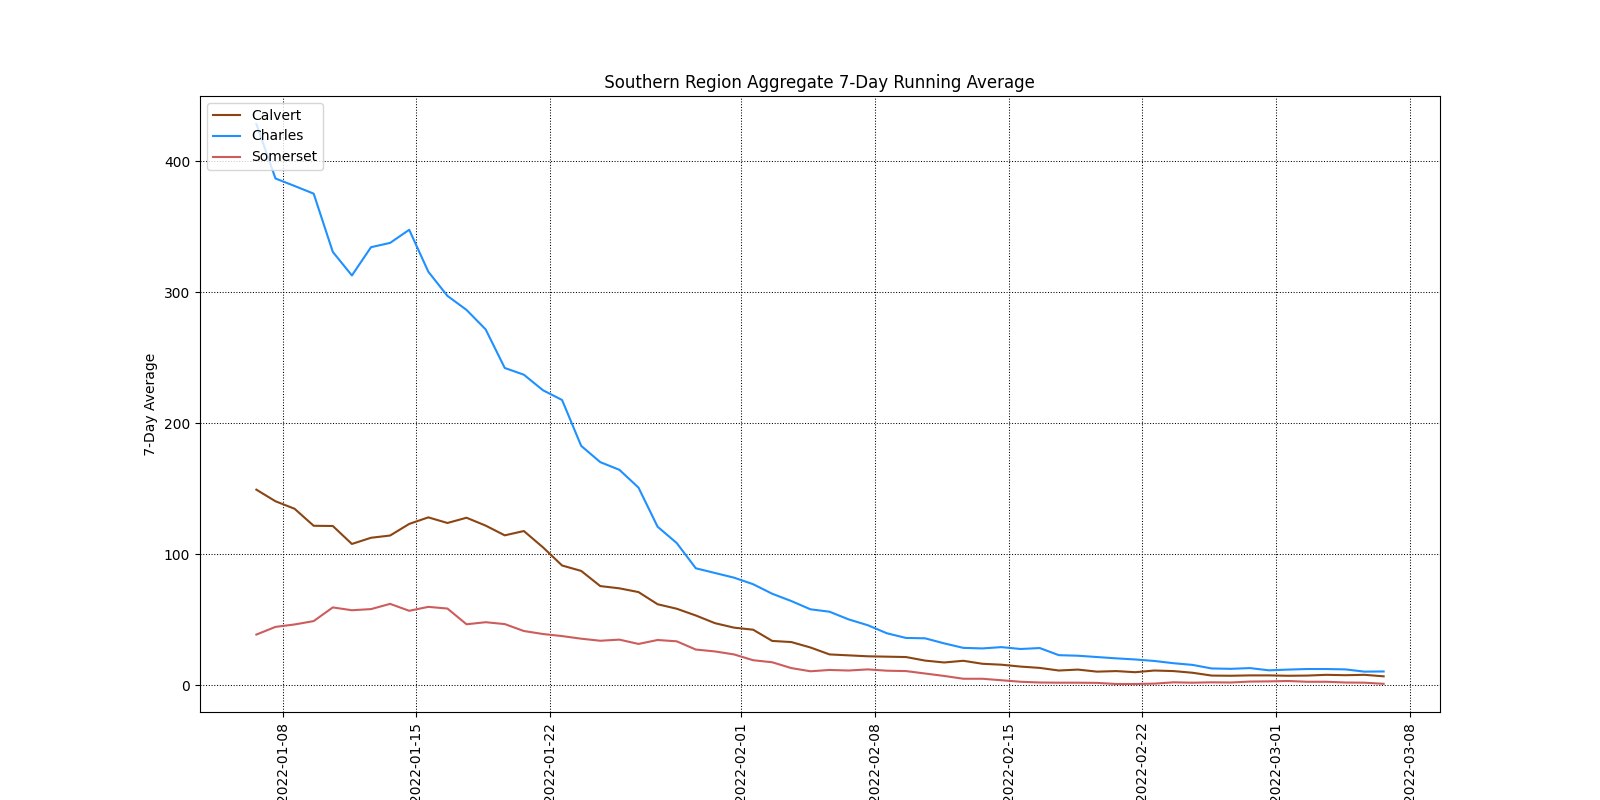 Southern Region Aggregate 7-Day Running Average
Calvert
Charles
Somerset
7-Day Average
400
300
200
100
0
2022-01-08
2022-01-15
2022-01-22
2022-02-01
2022-02-08
2022-02-15
2022-02-22
2022-03-01
2022-03-08